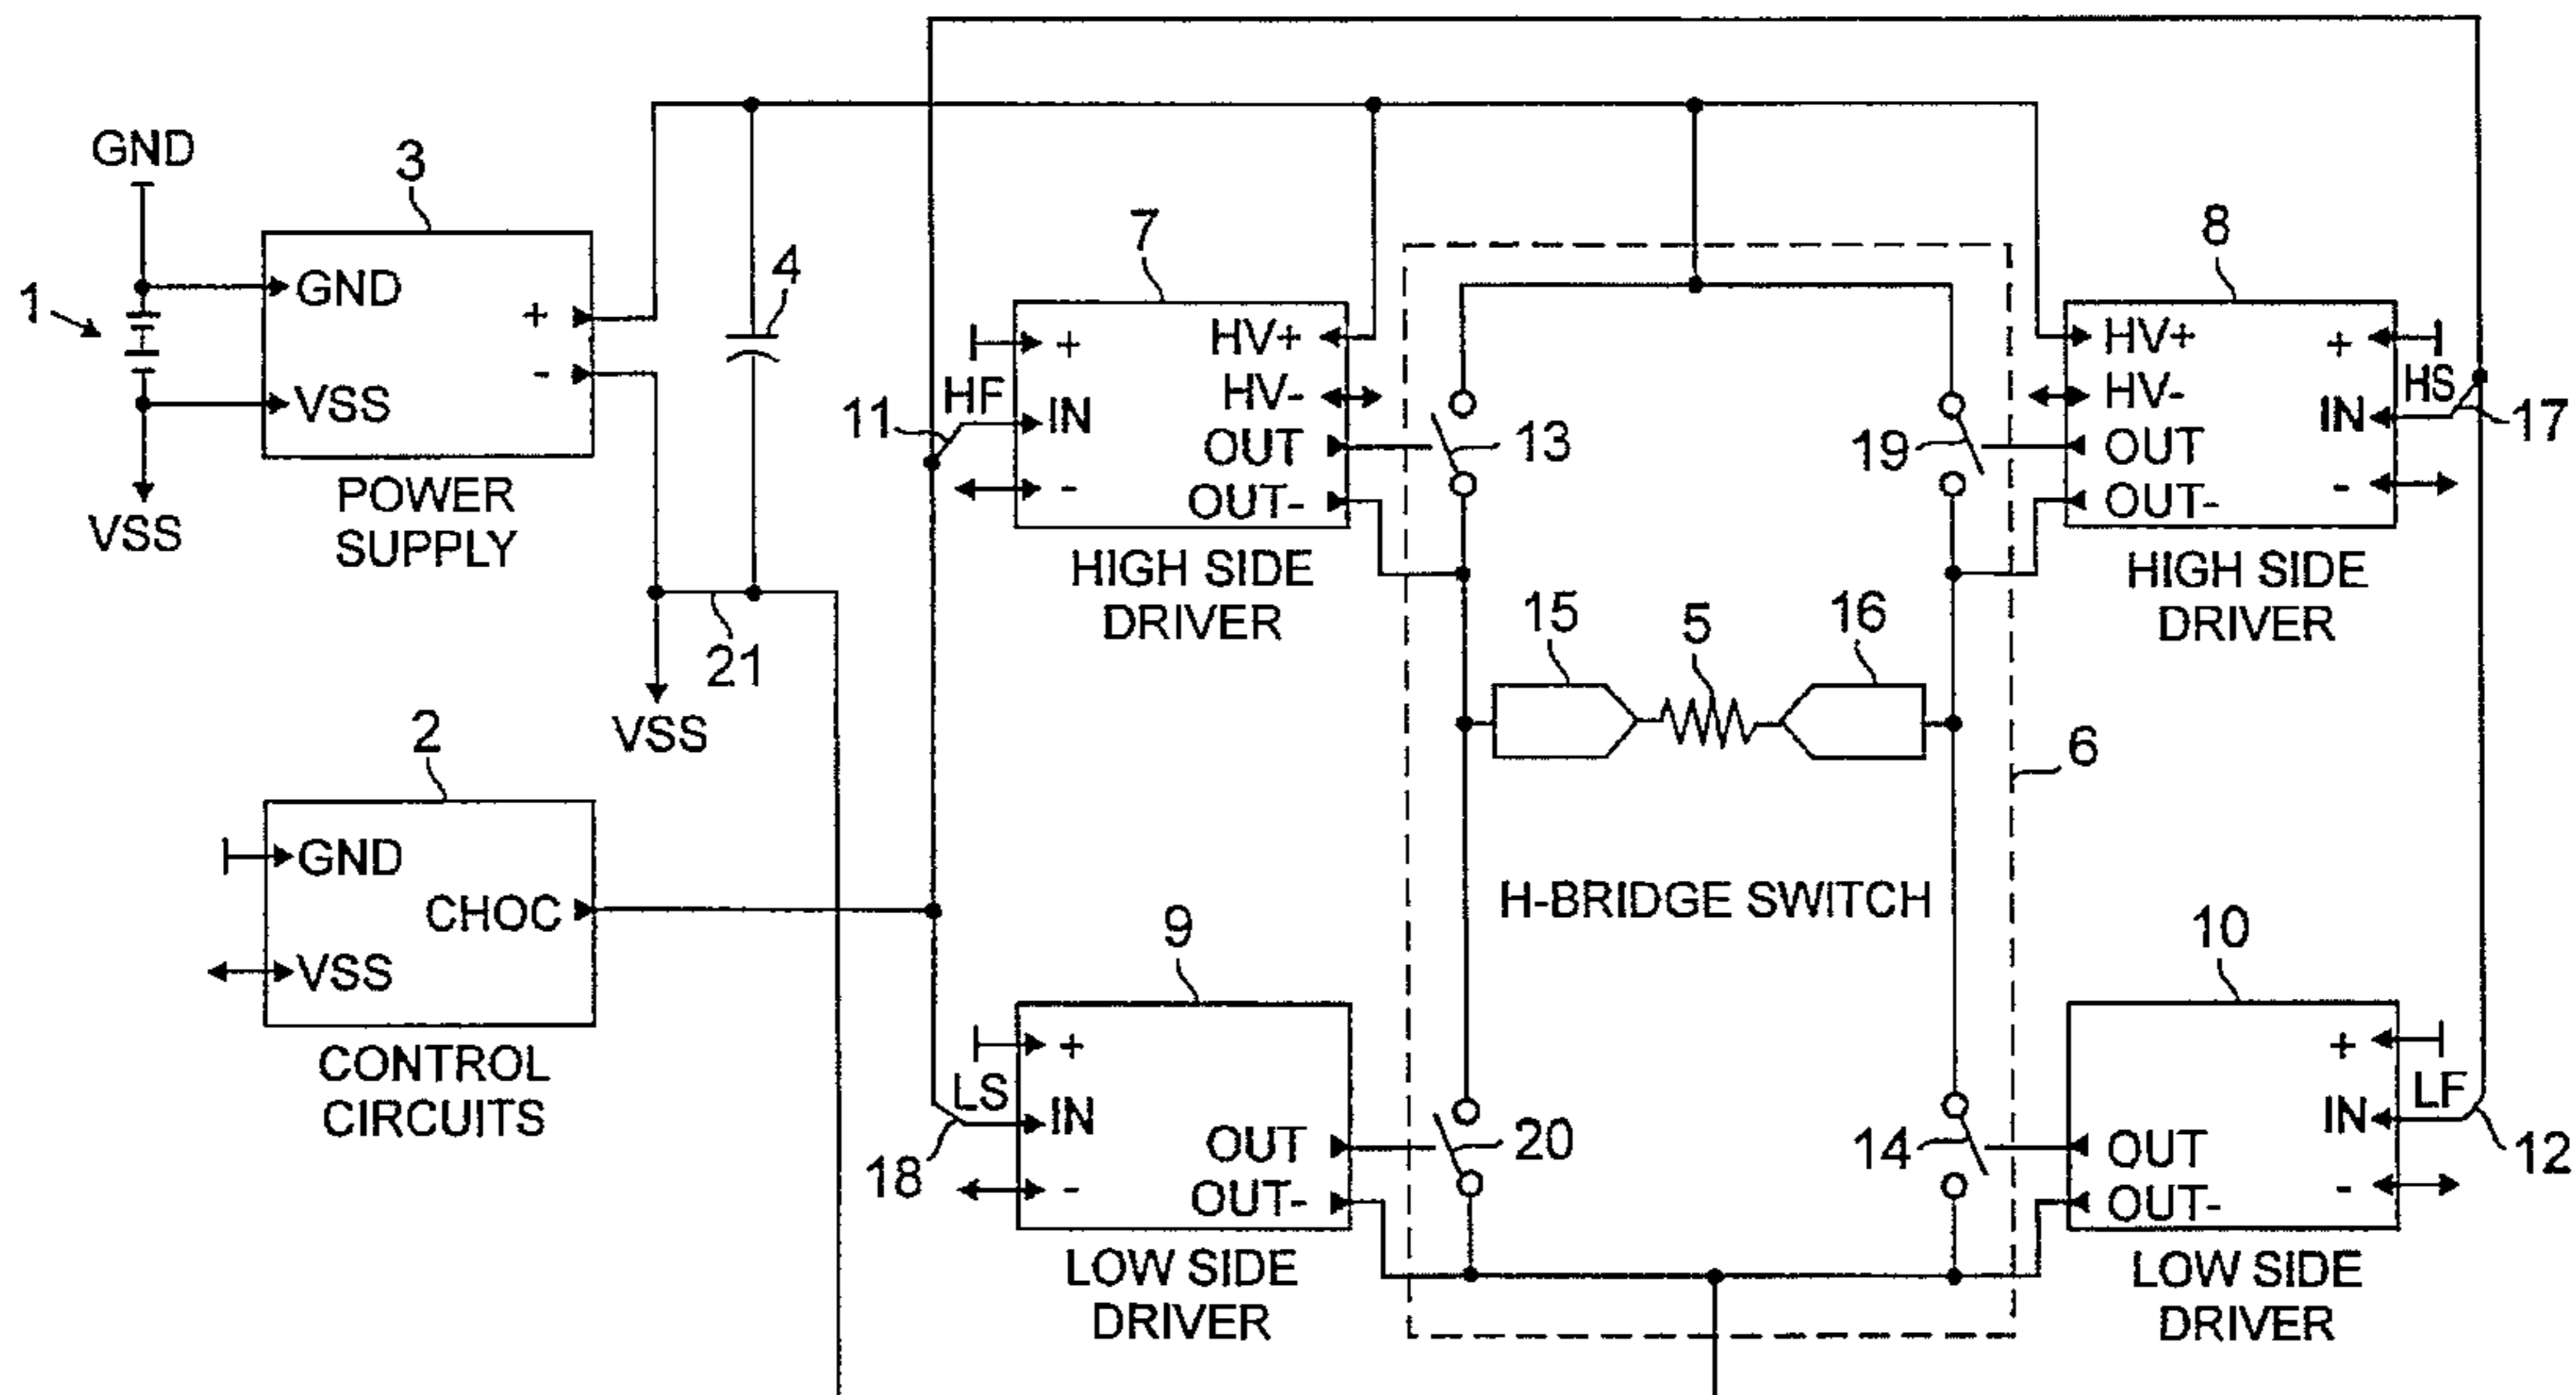 GND
1
3
GND
VSS
+
-
POWER
SUPPLY
VSS
4
21
VSS
2
GND
CHOC
VSS
CONTROL
CIRCUITS
7
+
HF
IN
-
HV+
HV-
OUT
OUT-
11
HIGH SIDE
DRIVER
13
19
8
HV+
HV-
OUT
OUT-
+
IN
-
HS
17
HIGH SIDE
DRIVER
15
5
16
6
H-BRIDGE SWITCH
9
+
LS
IN
-
OUT
OUT-
18
LOW SIDE
DRIVER
20
14
10
+
IN
-
LF
OUT
OUT-
12
LOW SIDE
DRIVER